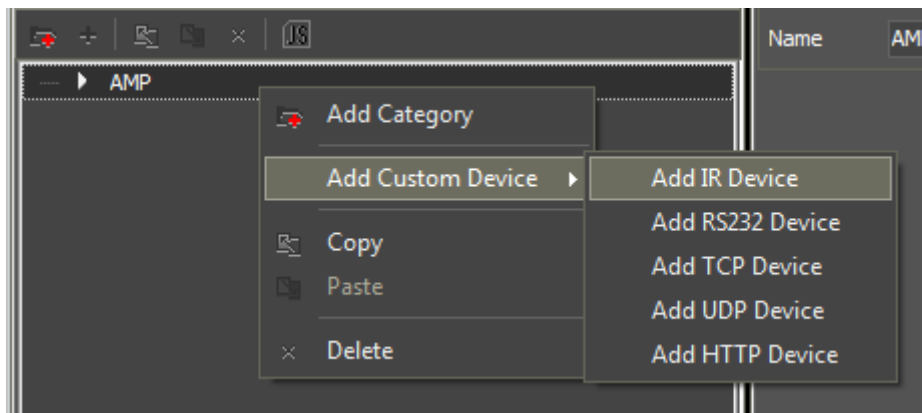 JS
Name
AM
AMP
Add Category
Add Custom Device
Add IR Device
Add RS232 Device
Add TCP Device
Add UDP Device
Add HTTP Device
Copy
Paste
Delete